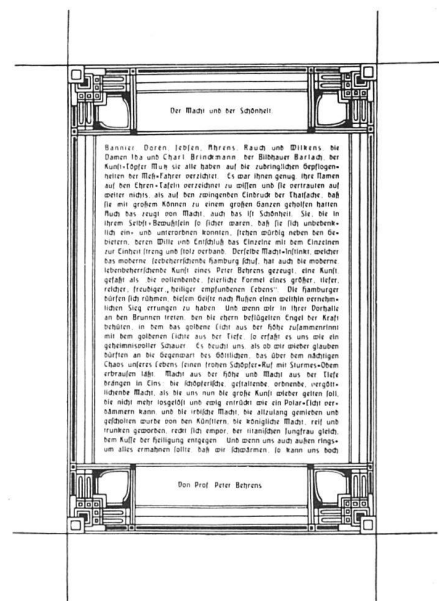 Der Macht und der Schönheit.
Bannier, Doren, Jebsen, Ahrens, Rauch und Wilkens, die
Damen Ida und Charl. Brinckmann, der Bildhauer Barlach, der
Kunst-Töpfer Mutz sie alle haben auf die zubringlichen Gepflogen-
heiten der Meß-Fahrer verzichtet. Es war ihnen genug, ihre Namen
auf den Ehren-Tafeln verzeichnet zu wissen und sie vertrauten auf
weiter nichts, als auf den zwingenden Eindruck der Thatsache, daß
sie mit großem Können zu einem großen Ganzen geholfen hatten.
Auch das zeugt von Macht, auch das ist Schönheit. Sie, die in
ihrem Selbst-Bewußtsein so sicher waren, daß sie sich unbedenk-
lich ein- und unterordnen konnten, stehen würdig neben den Ge-
bietern, deren Wille und Entschluß das Einzelne mit dem Einzelnen
zur Einheit streng und stolz verband. Derselbe Macht-Instinkt, welcher
das moderne, seebeherrschende Hamburg schuf, hat auch die moderne,
lebenbeherrschende Kunst eines Peter Behrens gezeugt, eine Kunst,
gefaßt als „die vollendende, feierliche Formel eines größer, tiefer,
reicher, freudiger, heiliger empfundenen Lebens“. Die Hamburger
dürfen sich rühmen, diesem Geiste nach Außen einen weithin vernehm-
lichen Sieg errungen zu haben. Und wenn wir in ihrer Vorhalle
an den Brunnen treten, den die ehern beflügelten Engel der Kraft
behüten, in dem das goldene Licht aus der Höhe zusammenrinnt
mit dem goldenen Lichte aus der Tiefe, so erfaßt es uns wie ein
geheimnisvoller Schauer. Es deucht uns, als ob wir wieder glauben
dürften an die Gegenwart des Göttlichen, das über dem nächtigen
Chaos unseres Lebens seinen frohen Schöpfer-Ruf mit Sturmes-Odem
erbrausen läßt. Macht aus der Höhe und Macht aus der Tiefe
drängen in Eins: die schöpferische, gestaltende, ordnende, vergött-
lichende Macht, als die uns nun die große Kunst wieder gelten soll,
die nicht mehr losgelöst und ewig entrückt wie ein Polar-Licht ver-
dämmern kann, und die irdische Macht, die allzulang gemieden und
gescholten wurde von den Künstlern, die königliche Macht, reif und
trunken geworden, reckt sich empor, der titanischen Jungfrau gleich,
dem Kusse der Heiligung entgegen. Und wenn uns auch außen rings-
um alles ermahnen sollte, daß wir schwärmen, so kann uns doch
Von Prof. Peter Behrens